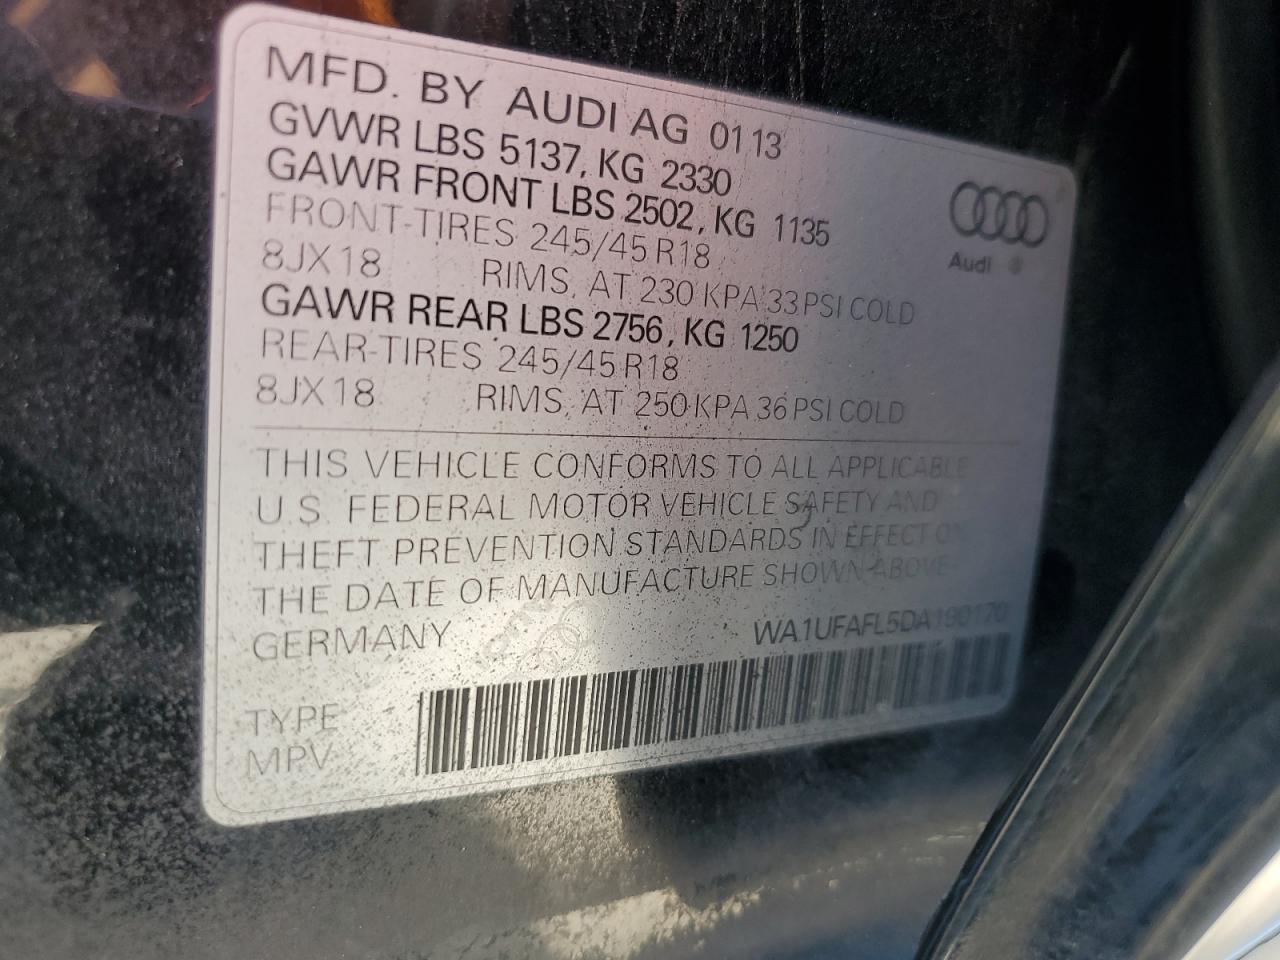 MFD. BY AUDI AG 01 13
GVWR LBS 5137, KG 2330
GAWR FRONT LBS 2502, KG 1135
FRONT-TIRES 245/45 R18
8JX18 RIMS, AT 230 KPA 33 PSI COLD
GAWR REAR LBS 2756, KG 1250
REAR-TIRES 245/45 R18
8JX18 RIMS, AT 250 KPA 36 PSI COLD
Audi
THIS VEHICLE CONFORMS TO ALL APPLICABLE
U.S. FEDERAL MOTOR VEHICLE SAFETY AND
THEFT PREVENTION STANDARDS IN EFFECT ON
THE DATE OF MANUFACTURE SHOWN ABOVE
GERMANY WA1UFAFL5DA190170
TYPE
MPV